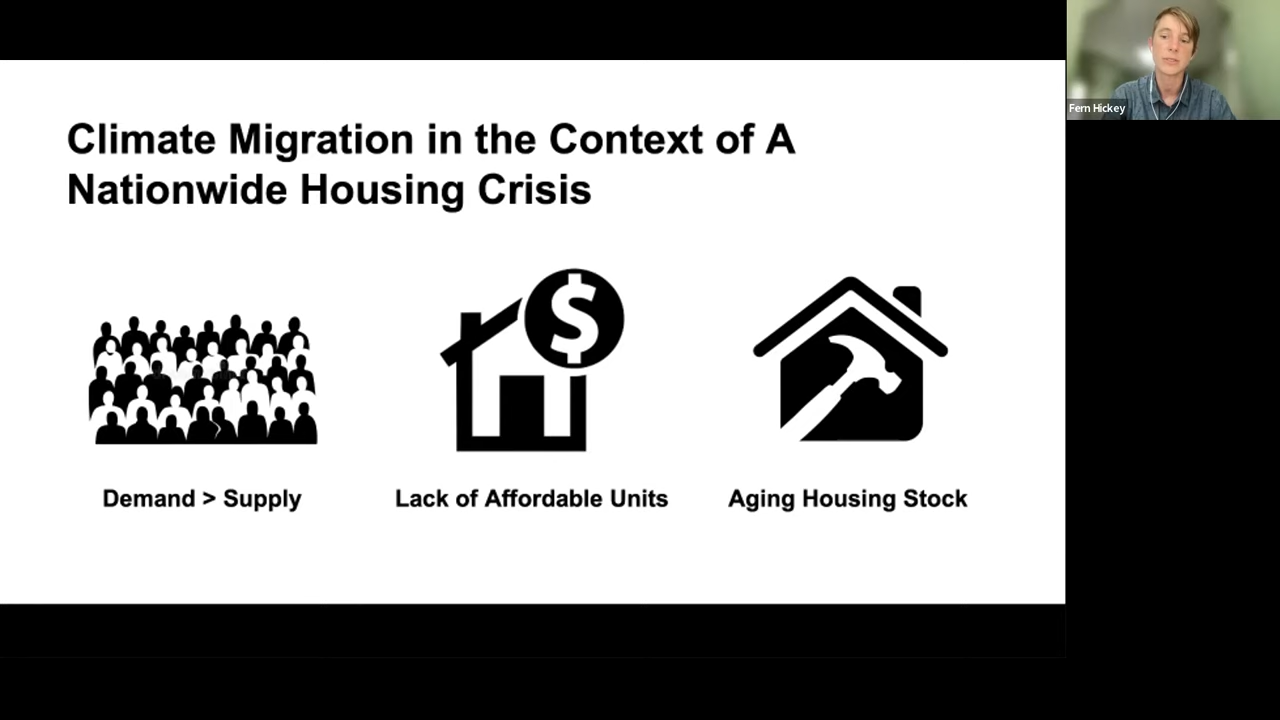 Climate Migration in the Context of A
Nationwide Housing Crisis
$
Demand > Supply
Lack of Affordable Units
Aging Housing Stock
Fern Hickey